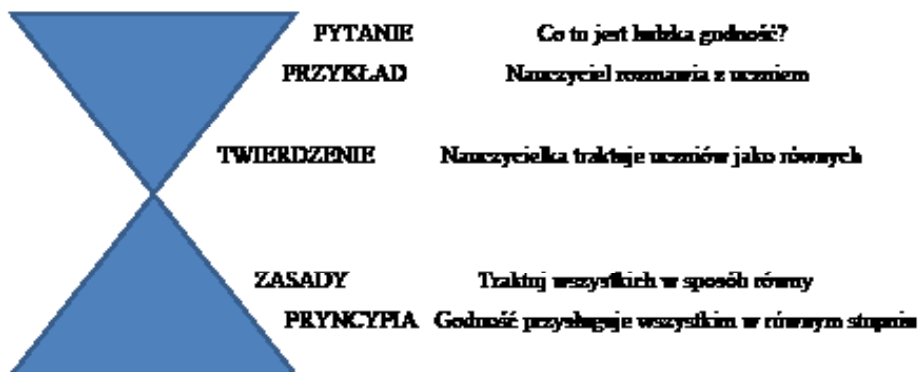 PYTANIE Co to jest ludzka godność?
PRZYKŁAD Nauczyciel rozmawia z uczniem
TWIERDZENIE Nauczycielka traktuje uczniów jako równych
ZASADY Traktuj wszystkich w sposób równy
PRYNCYPIA Godność przysługuje wszystkim w równym stopniu